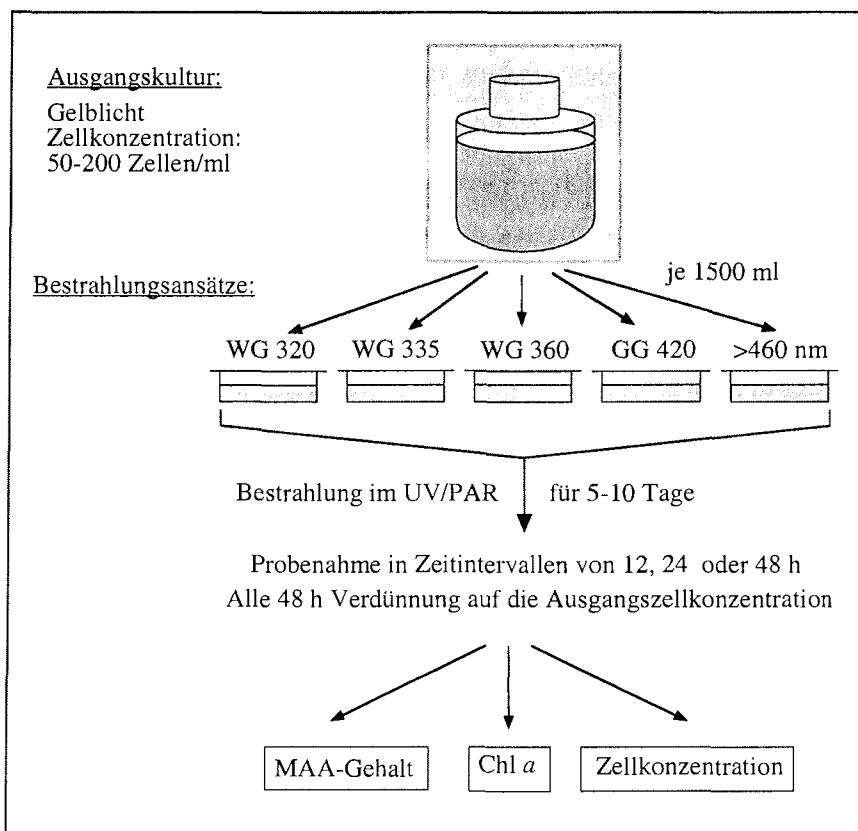 Ausgangskultur:
Gelblicht
Zellkonzentration:
50-200 Zellen/ml
je 1500 ml
Bestrahlungsansätze:
WG 320 WG 335 WG 360 GG 420 >460 nm
Bestrahlung im UV/PAR für 5-10 Tage
Probenahme in Zeitintervallen von 12, 24 oder 48 h
Alle 48 h Verdünnung auf die Ausgangszellkonzentration
MAA-Gehalt Chl a Zellkonzentration